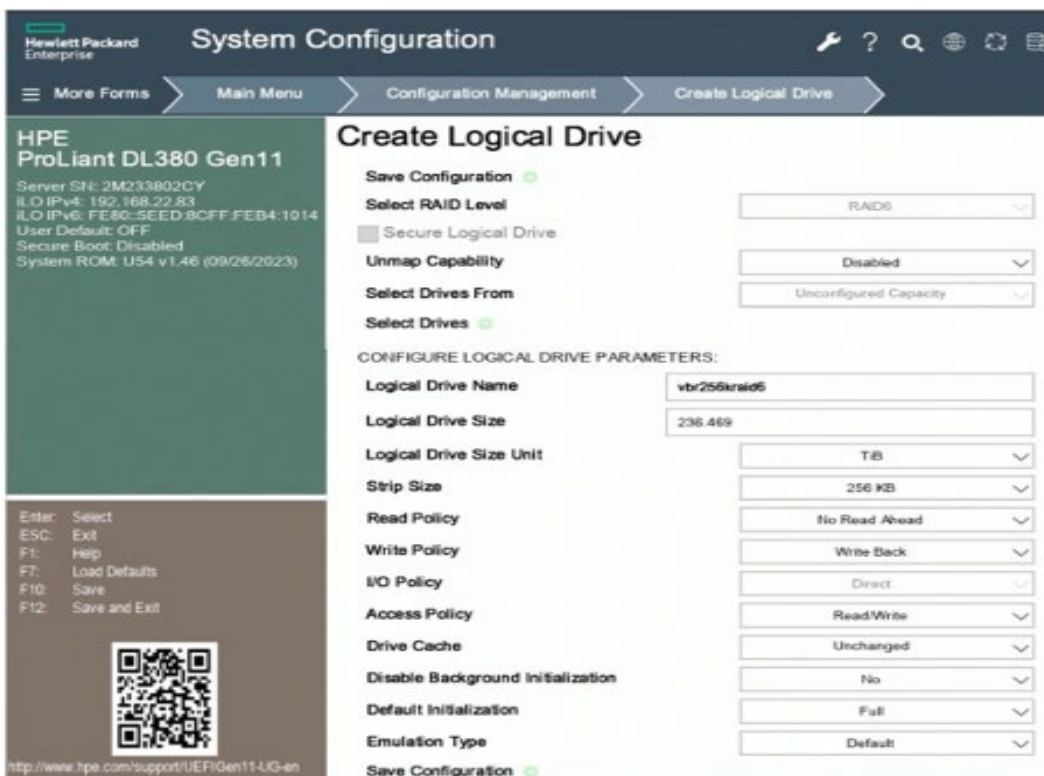 Hewlett Packard
Enterprise
System Configuration
More Forms
Main Menu
Configuration Management
Create Logical Drive
HPE
ProLiant DL380 Gen11
Server SN: 2M233802CY
iLO IPv4: 192.168.22.83
iLO IPv6: FE80::5EED:8CFF:FEB4:1014
User Default: OFF
Secure Boot: Disabled
System ROM: U54 v1.46 (09/26/2023)
Enter: Select
ESC: Exit
F1: Help
F7: Load Defaults
F10: Save
F12: Save and Exit
http://www.hpe.com/support/UEFIGen11-UG-en
Create Logical Drive
Save Configuration
Select RAID Level RAID6
Secure Logical Drive
Unmap Capability Disabled
Select Drives From Unconfigured Capacity
Select Drives
CONFIGURE LOGICAL DRIVE PARAMETERS:
Logical Drive Name vbr256kraid6
Logical Drive Size 236.469
Logical Drive Size Unit TiB
Strip Size 256 KB
Read Policy No Read Ahead
Write Policy Write Back
I/O Policy Direct
Access Policy Read/Write
Drive Cache Unchanged
Disable Background Initialization No
Default Initialization Full
Emulation Type Default
Save Configuration